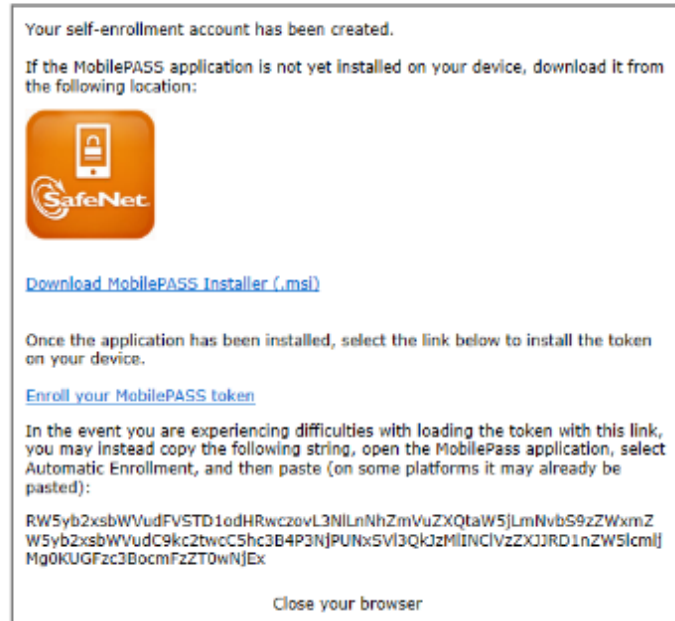 Your self-enrollment account has been created.
If the MobilePASS application is not yet installed on your device, download it from
the following location:
SafeNet.
Download MobilePASS Installer (.msi)
Once the application has been installed, select the link below to install the token
on your device.
Enroll your MobilePASS token
In the event you are experiencing difficulties with loading the token with this link,
you may instead copy the following string, open the MobilePass application, select
Automatic Enrollment, and then paste (on some platforms it may already be
pasted):
Close your browser